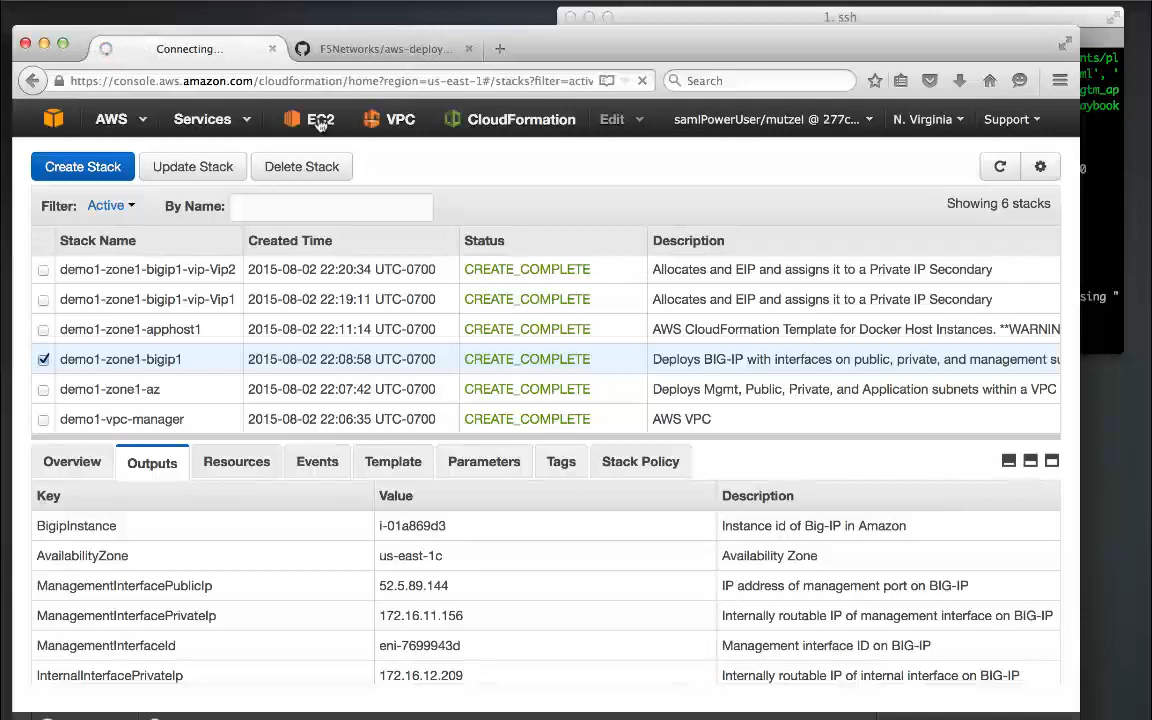 1. ssh
Connecting...
F5Networks/aws-deploy...
https://console.aws.amazon.com/cloudformation/home?region=us-east-1#/stacks?filter=activ
Search
AWS
Services
EC2
VPC
CloudFormation
Edit
samlPowerUser/mutzel @ 277c...
N. Virginia
Support
nts/pl
ml', '
gtm_ap
aybook
0
sing "
Create Stack
Update Stack
Delete Stack
Filter: Active
By Name:
Showing 6 stacks
Stack Name Created Time Status Description
demo1-zone1-bigip1-vip-Vip2 2015-08-02 22:20:34 UTC-0700 CREATE_COMPLETE Allocates and EIP and assigns it to a Private IP Secondary
demo1-zone1-bigip1-vip-Vip1 2015-08-02 22:19:11 UTC-0700 CREATE_COMPLETE Allocates and EIP and assigns it to a Private IP Secondary
demo1-zone1-apphost1 2015-08-02 22:11:14 UTC-0700 CREATE_COMPLETE AWS CloudFormation Template for Docker Host Instances. **WARNIN
demo1-zone1-bigip1 2015-08-02 22:08:58 UTC-0700 CREATE_COMPLETE Deploys BIG-IP with interfaces on public, private, and management su
demo1-zone1-az 2015-08-02 22:07:42 UTC-0700 CREATE_COMPLETE Deploys Mgmt, Public, Private, and Application subnets within a VPC
demo1-vpc-manager 2015-08-02 22:06:35 UTC-0700 CREATE_COMPLETE AWS VPC
Overview Outputs Resources Events Template Parameters Tags Stack Policy
Key Value Description
BigipInstance i-01a869d3 Instance id of Big-IP in Amazon
AvailabilityZone us-east-1c Availability Zone
ManagementInterfacePublicIp 52.5.89.144 IP address of management port on BIG-IP
ManagementInterfacePrivateIp 172.16.11.156 Internally routable IP of management interface on BIG-IP
ManagementInterfaceId eni-7699943d Management interface ID on BIG-IP
InternalInterfacePrivateIp 172.16.12.209 Internally routable IP of internal interface on BIG-IP